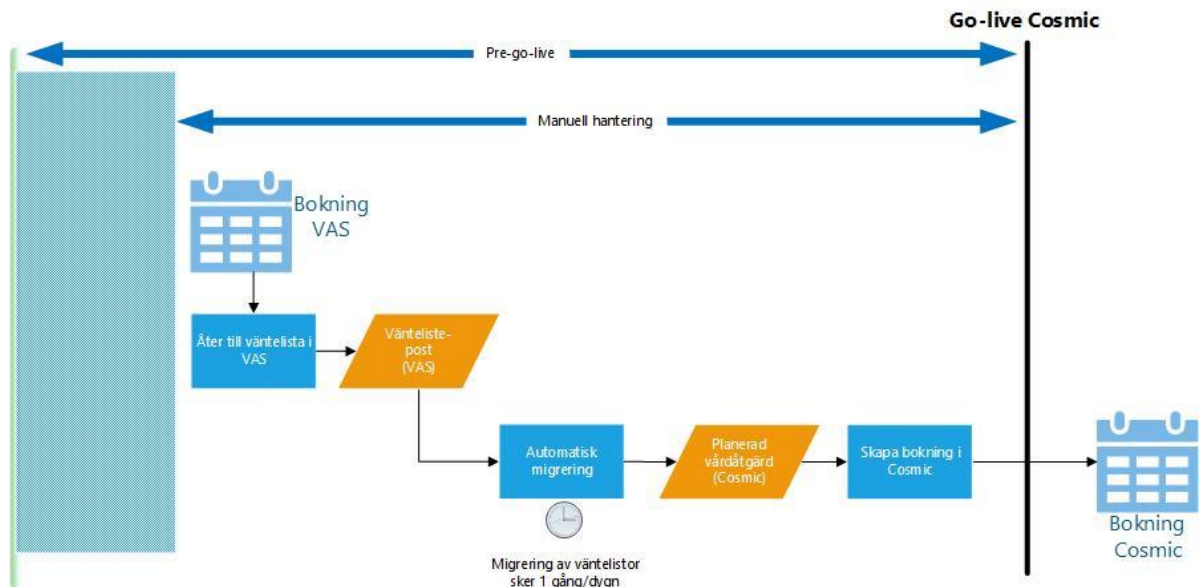 Go-live Cosmic
Pre-go-live
Manuell hantering
Bokning
VAS
Åter till väntelista i
VAS
Vänteliste-
post
(VAS)
Automatisk
migrering
Planerad
vårdåtgärd
(Cosmic)
Skapa bokning i
Cosmic
Migrering av väntelistor
sker 1 gång/dygn
Bokning
Cosmic